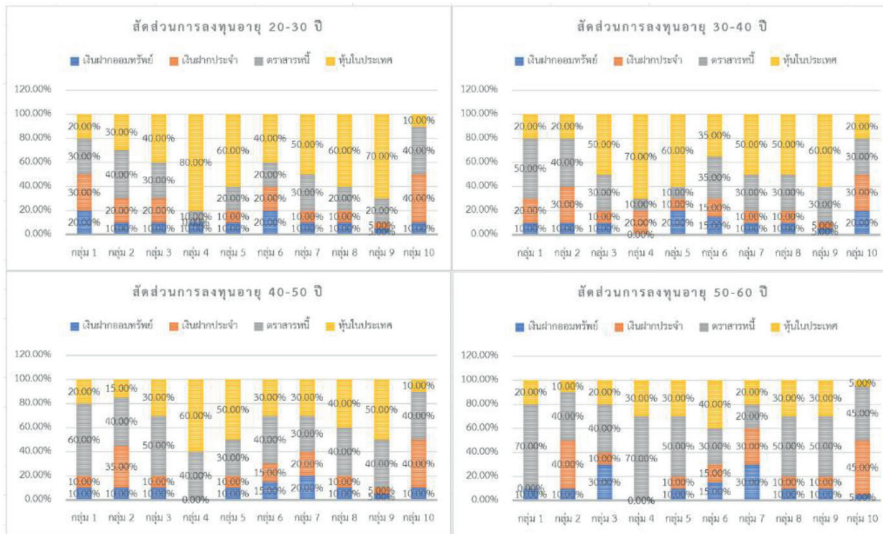 สัดส่วนการลงทุนอายุ 20-30 ปี
เงินฝากออมทรัพย์ เงินฝากประจำ ตราสารหนี้ หุ้นในประเทศ
120.00%
100.00%
80.00%
60.00%
40.00%
20.00%
0.00%
20.00% 30.00% 40.00% 80.00% 60.00% 40.00% 50.00% 60.00% 70.00% 10.00%
30.00% 40.00% 30.00% 10.00% 20.00% 20.00% 30.00% 20.00% 20.00% 40.00%
30.00% 20.00% 20.00% 10.00% 20.00% 10.00% 10.00% 5.00% 40.00%
20.00% 10.00% 10.00% 10.00% 10.00% 20.00% 10.00% 10.00% 5.00% 10.00%
กลุ่ม 1 กลุ่ม 2 กลุ่ม 3 กลุ่ม 4 กลุ่ม 5 กลุ่ม 6 กลุ่ม 7 กลุ่ม 8 กลุ่ม 9 กลุ่ม 10
สัดส่วนการลงทุนอายุ 30-40 ปี
เงินฝากออมทรัพย์ เงินฝากประจำ ตราสารหนี้ หุ้นในประเทศ
120.00%
100.00%
80.00%
60.00%
40.00%
20.00%
0.00%
20.00% 20.00% 50.00% 70.00% 60.00% 35.00% 50.00% 50.00% 60.00% 20.00%
50.00% 40.00% 30.00% 10.00% 10.00% 35.00% 30.00% 30.00% 30.00% 30.00%
20.00% 30.00% 10.00% 20.00% 10.00% 15.00% 10.00% 10.00% 5.00% 30.00%
10.00% 10.00% 10.00% 0.00% 20.00% 15.00% 10.00% 10.00% 5.00% 20.00%
กลุ่ม 1 กลุ่ม 2 กลุ่ม 3 กลุ่ม 4 กลุ่ม 5 กลุ่ม 6 กลุ่ม 7 กลุ่ม 8 กลุ่ม 9 กลุ่ม 10
สัดส่วนการลงทุนอายุ 40-50 ปี
เงินฝากออมทรัพย์ เงินฝากประจำ ตราสารหนี้ หุ้นในประเทศ
120.00%
100.00%
80.00%
60.00%
40.00%
20.00%
0.00%
20.00% 15.00% 30.00% 60.00% 50.00% 30.00% 30.00% 40.00% 50.00% 10.00%
60.00% 40.00% 50.00% 40.00% 30.00% 40.00% 30.00% 40.00% 40.00% 40.00%
10.00% 35.00% 10.00% 10.00% 15.00% 20.00% 10.00% 5.00% 40.00%
10.00% 10.00% 10.00% 0.00% 10.00% 15.00% 20.00% 10.00% 5.00% 10.00%
กลุ่ม 1 กลุ่ม 2 กลุ่ม 3 กลุ่ม 4 กลุ่ม 5 กลุ่ม 6 กลุ่ม 7 กลุ่ม 8 กลุ่ม 9 กลุ่ม 10
สัดส่วนการลงทุนอายุ 50-60 ปี
เงินฝากออมทรัพย์ เงินฝากประจำ ตราสารหนี้ หุ้นในประเทศ
120.00%
100.00%
80.00%
60.00%
40.00%
20.00%
0.00%
20.00% 10.00% 20.00% 30.00% 30.00% 40.00% 20.00% 30.00% 30.00% 5.00%
70.00% 40.00% 40.00% 70.00% 50.00% 30.00% 20.00% 50.00% 50.00% 45.00%
0.00% 40.00% 10.00% 10.00% 15.00% 30.00% 10.00% 10.00% 45.00%
10.00% 10.00% 30.00% 0.00% 10.00% 15.00% 30.00% 10.00% 10.00% 5.00%
กลุ่ม 1 กลุ่ม 2 กลุ่ม 3 กลุ่ม 4 กลุ่ม 5 กลุ่ม 6 กลุ่ม 7 กลุ่ม 8 กลุ่ม 9 กลุ่ม 10